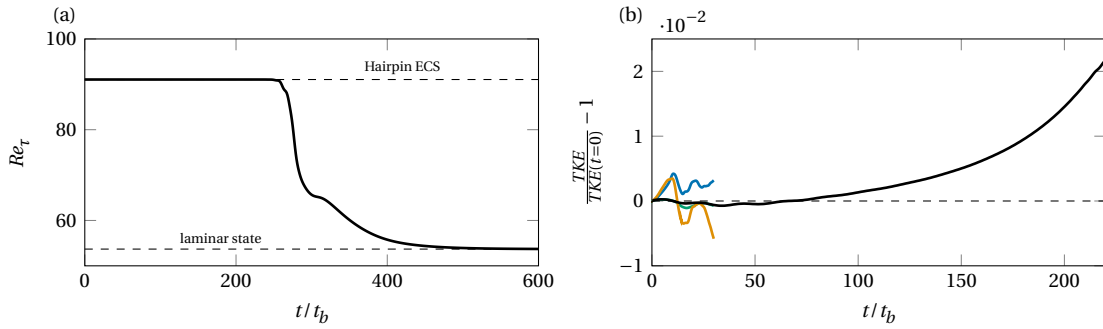 (a)
100
80
60
Re_τ
Hairpin ECS
laminar state
0
200
400
600
t/t_b
(b)
·10^−2
2
1
0
−1
TKE/TKE(t=0) − 1
0
50
100
150
200
t/t_b